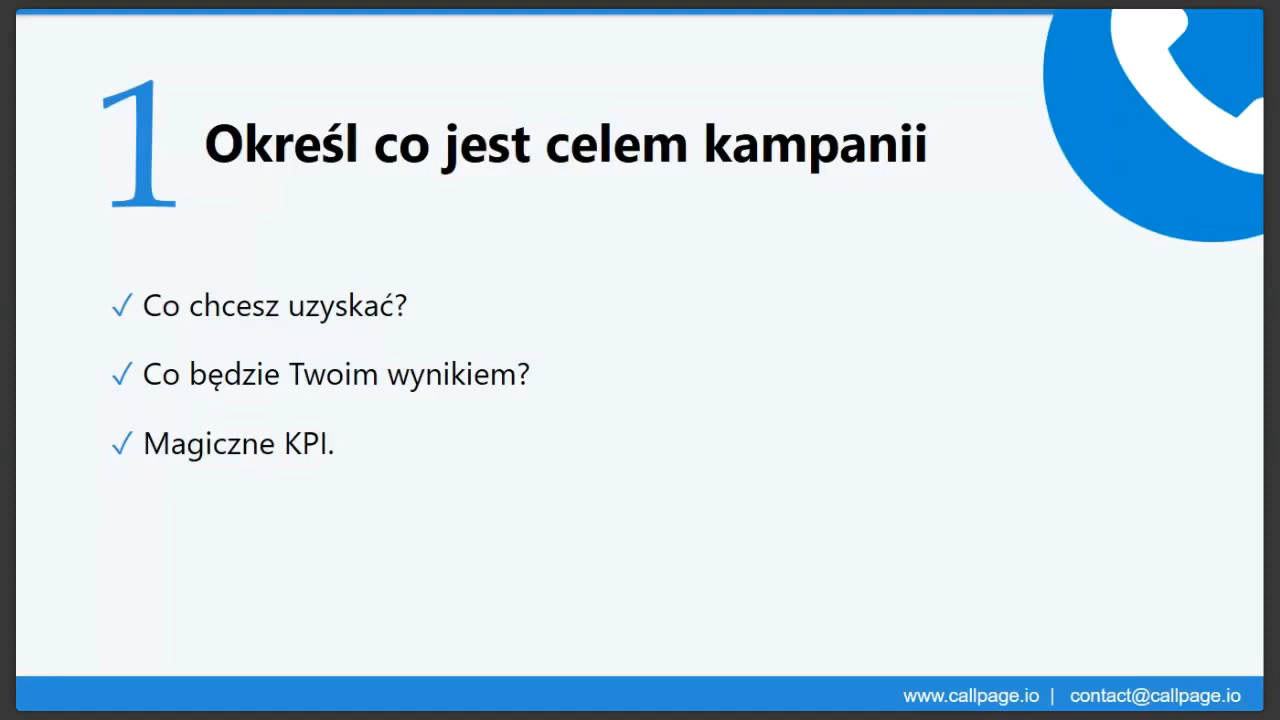 1
Określ co jest celem kampanii
✓ Co chcesz uzyskać?
✓ Co będzie Twoim wynikiem?
✓ Magiczne KPI.
www.callpage.io | contact@callpage.io